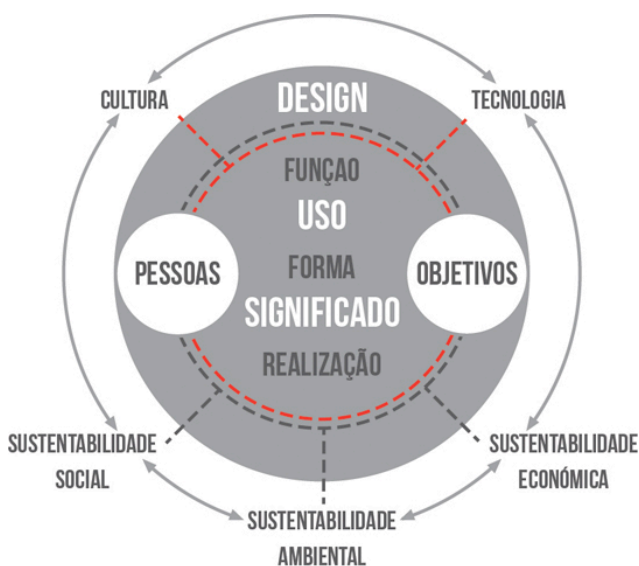 CULTURA
DESIGN
TECNOLOGIA
FUNÇAO
USO
PESSOAS
FORMA
OBJETIVOS
SIGNIFICADO
REALIZAÇÃO
SUSTENTABILIDADE
SOCIAL
SUSTENTABILIDADE
ECONÓMICA
SUSTENTABILIDADE
AMBIENTAL